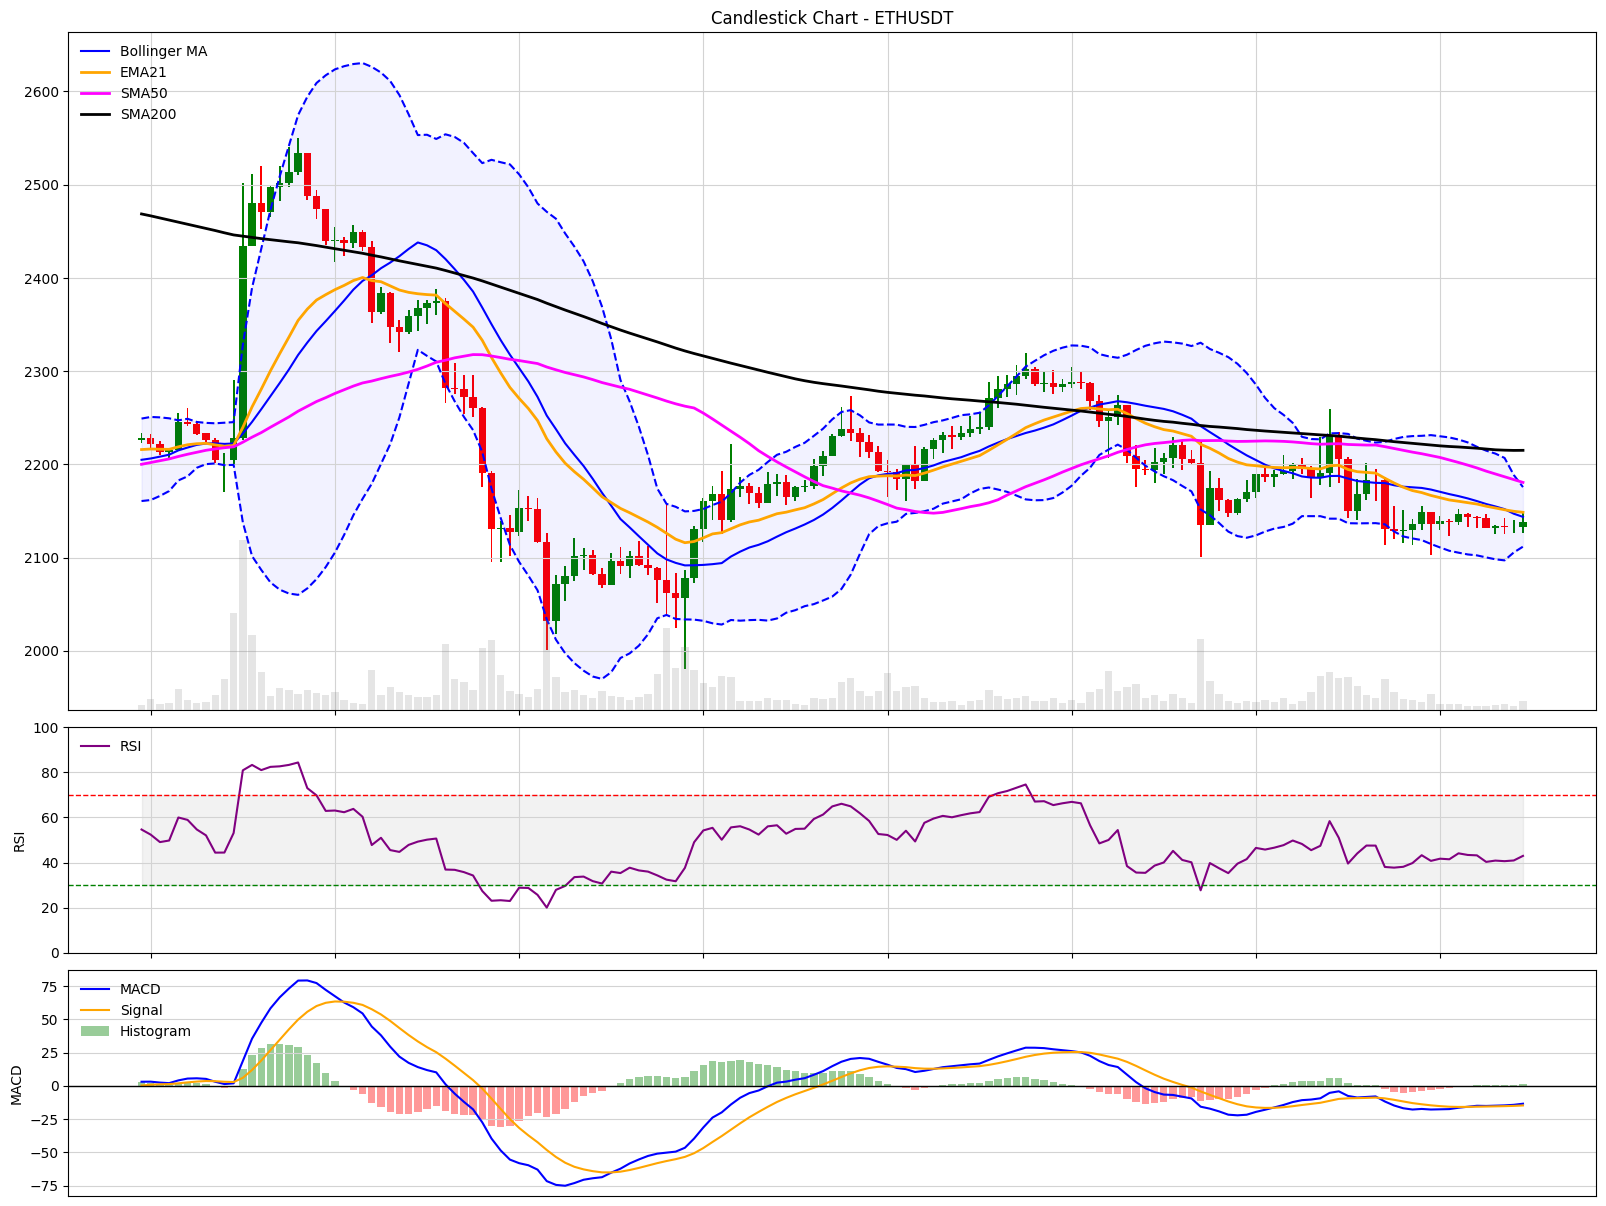 Candlestick Chart - ETHUSDT
Bollinger MA
EMA21
SMA50
SMA200
2600
2500
2400
2300
2200
2100
2000
RSI
100
80
60
40
20
0
RSI
MACD
Signal
Histogram
75
50
25
0
−25
−50
−75
MACD